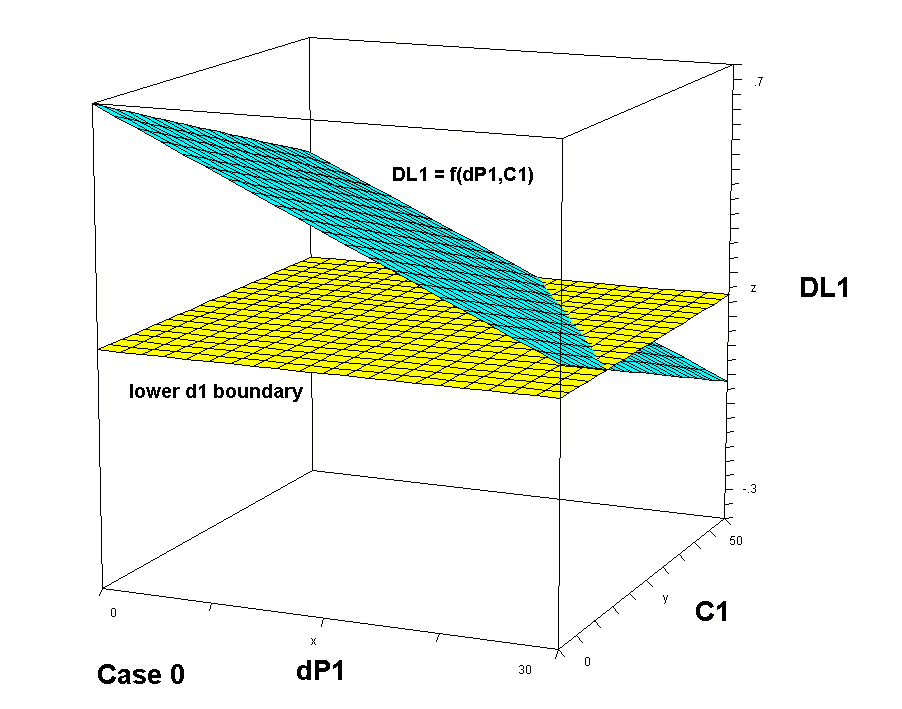 .7
DL1 = f(dP1,C1)
z
DL1
lower d1 boundary
-.3
50
y
C1
0
x
30
0
Case 0
dP1